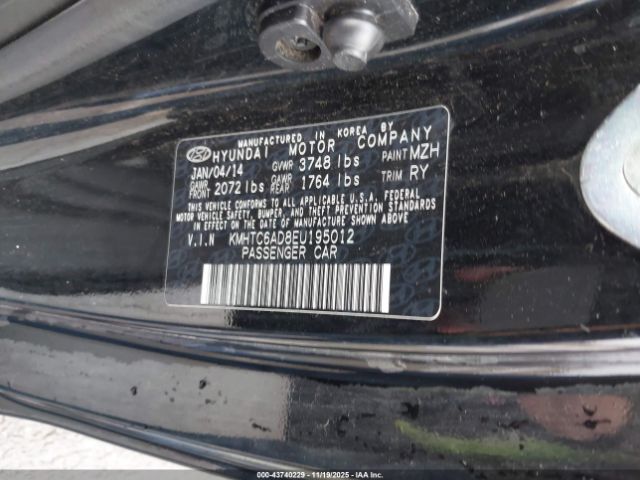 MANUFACTURED IN KOREA BY
HYUNDAI MOTOR COMPANY
JAN/04/14 GVWR 3748 lbs PAINT MZH
GAWR FRONT 2072 lbs GAWR REAR 1764 lbs TRIM RY
THIS VEHICLE CONFORMS TO ALL APPLICABLE U.S.A. FEDERAL
MOTOR VEHICLE SAFETY, BUMPER, AND THEFT PREVENTION STANDARDS
IN EFFECT ON THE DATE OF MANUFACTURE SHOWN ABOVE.
V.I.N KMHTC6AD8EU195012
PASSENGER CAR
000-43740229 - 11/19/2025 - IAAI.COM